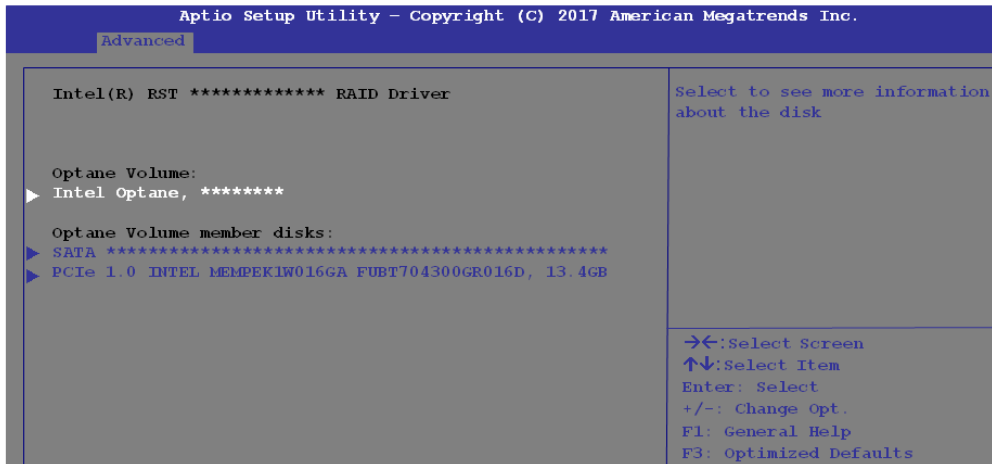 Aptio Setup Utility – Copyright (C) 2017 American Megatrends Inc.
Advanced
Intel(R) RST ************* RAID Driver
Optane Volume:
Intel Optane, ********
Optane Volume member disks:
SATA ************************************************
PCIe 1.0 INTEL MEMPEK1W016GA FUBT704300GR016D, 13.4GB
Select to see more information
about the disk
→←:Select Screen
↑↓:Select Item
Enter: Select
+/-: Change Opt.
F1: General Help
F3: Optimized Defaults